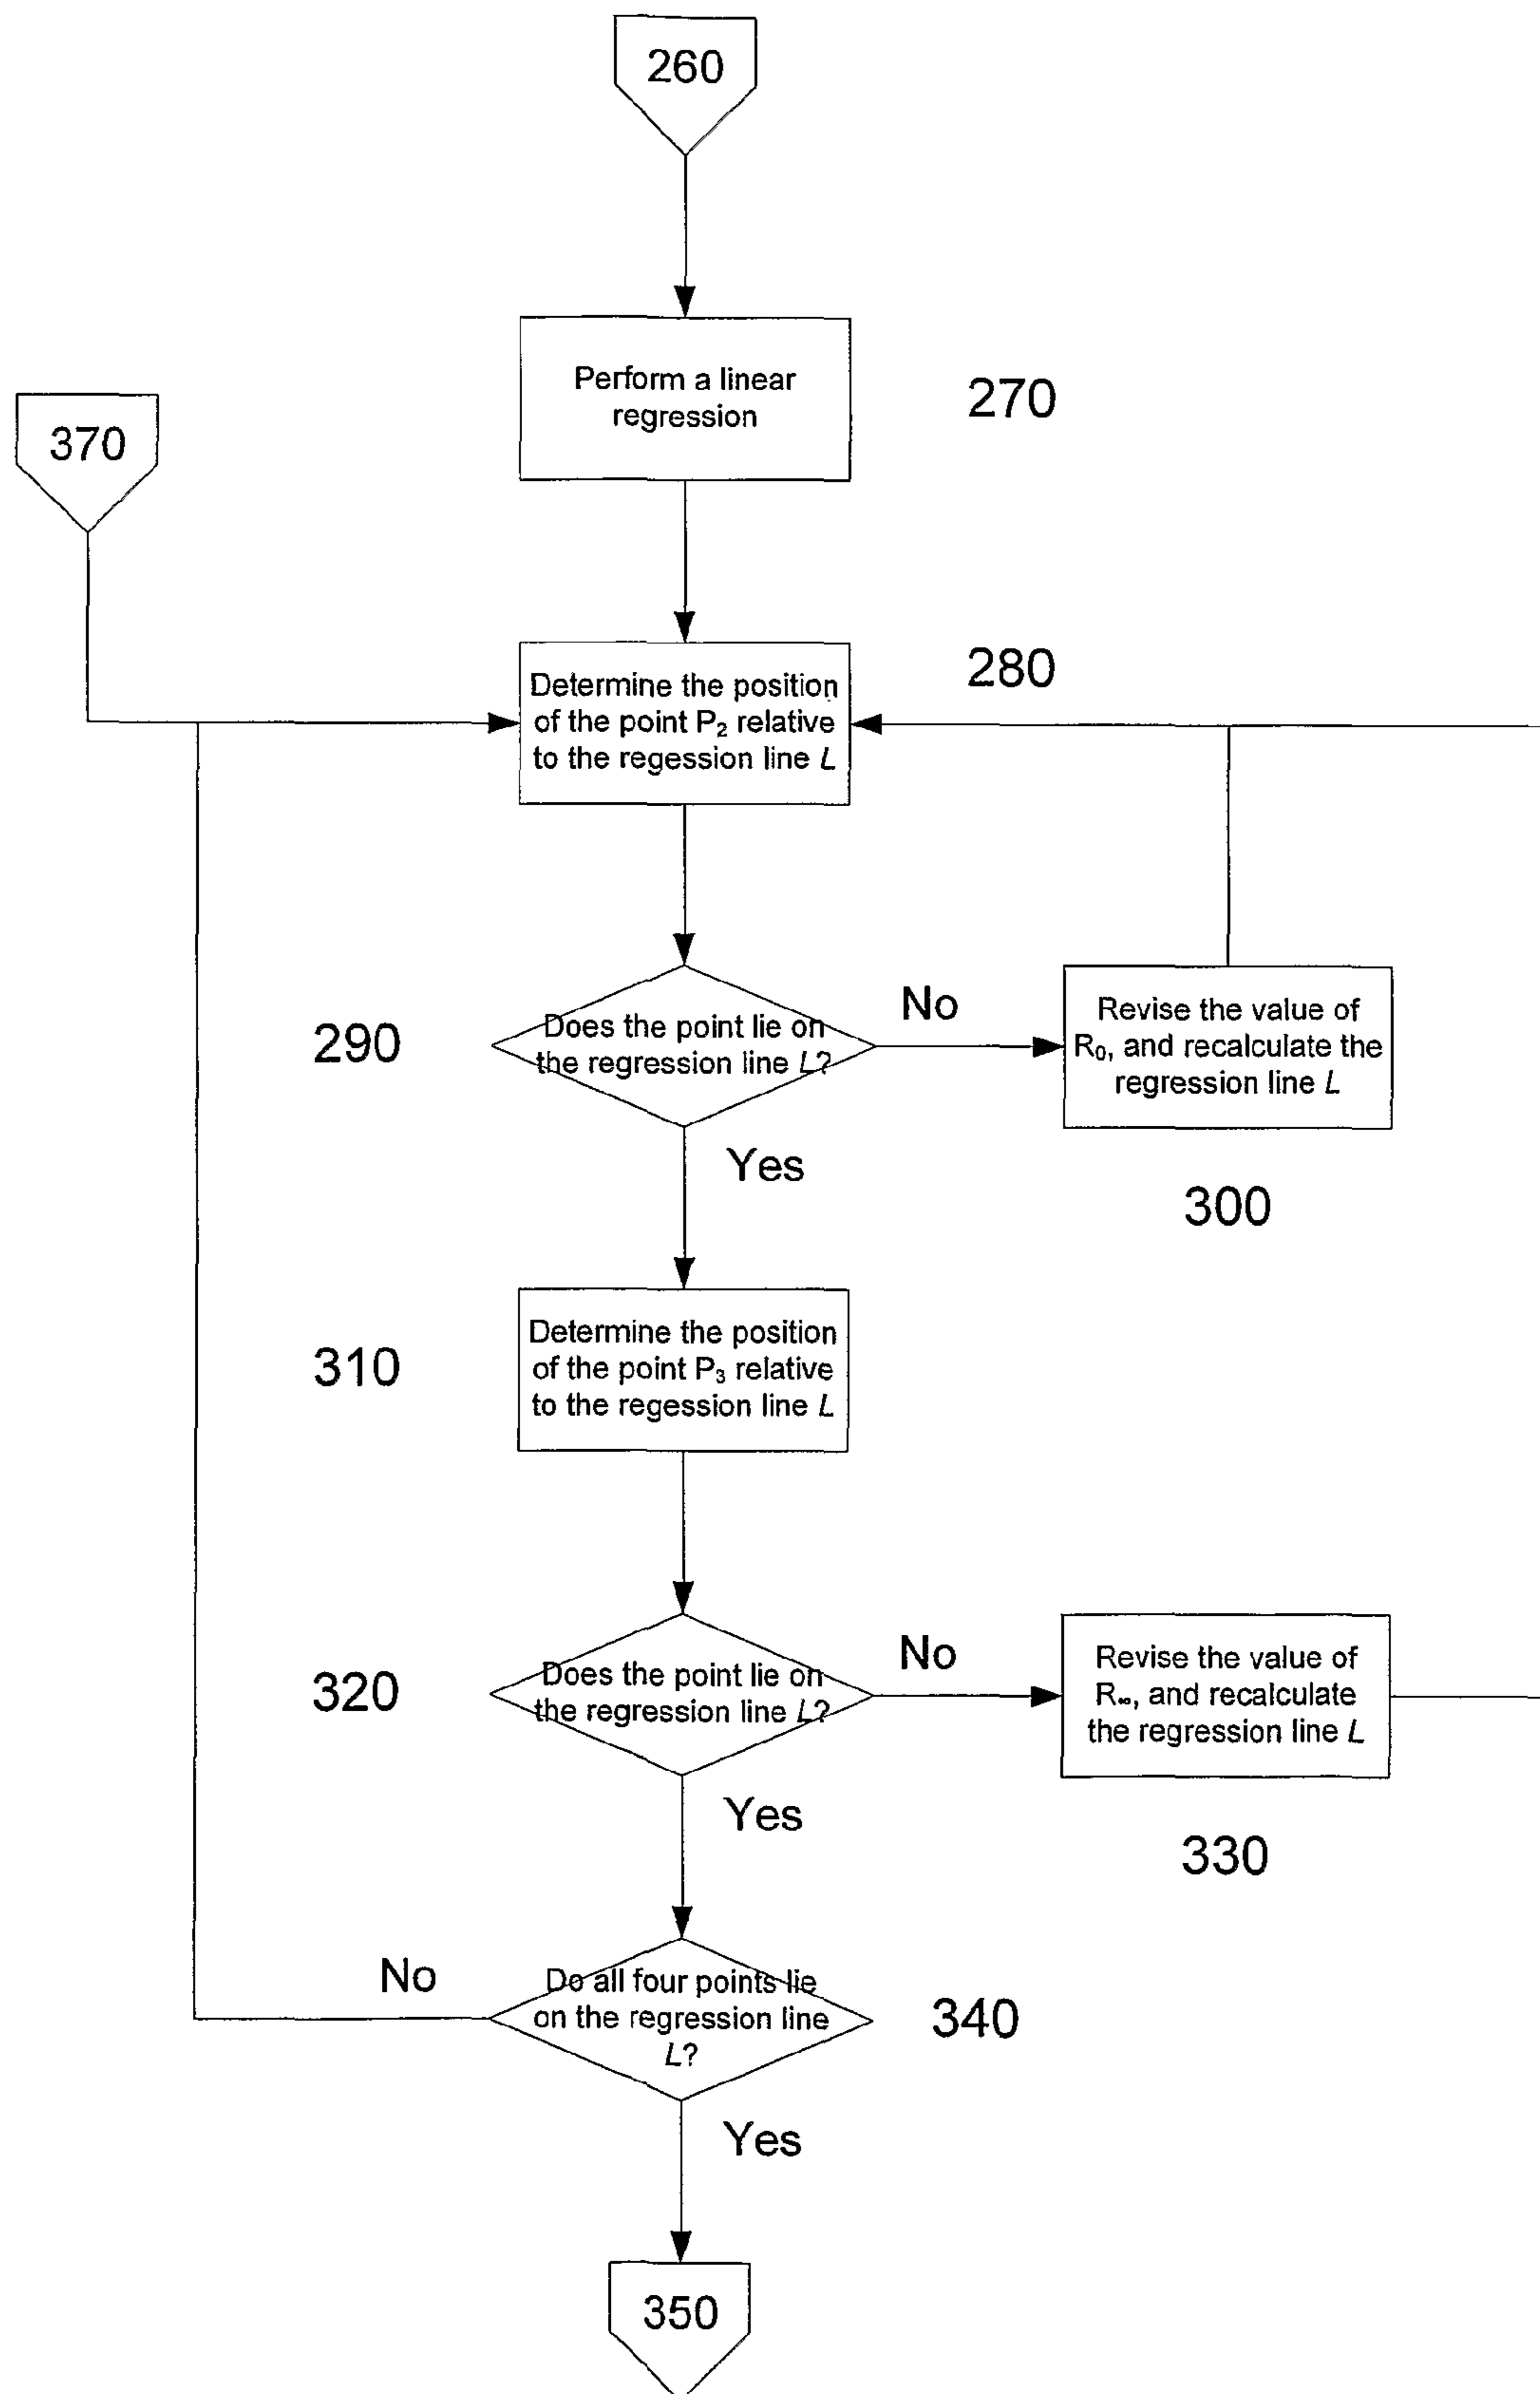 260
Perform a linear
regression
270
370
Determine the position
of the point P₂ relative
to the regession line L
280
290
Does the point lie on
the regression line L?
No
Revise the value of
R₀, and recalculate the
regression line L
Yes
300
310
Determine the position
of the point P₃ relative
to the regession line L
320
Does the point lie on
the regression line L?
No
Revise the value of
R∞, and recalculate
the regression line L
Yes
330
No
Do all four points lie
on the regression line
L?
340
Yes
350